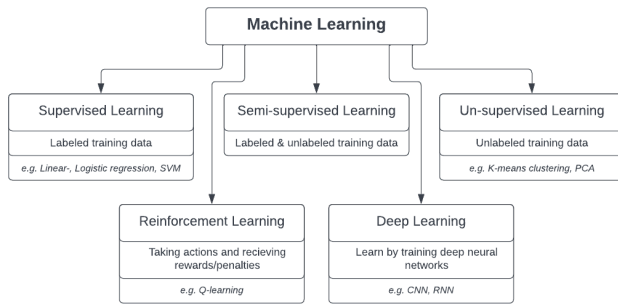 Machine Learning
Supervised Learning
Labeled training data
e.g. Linear-, Logistic regression, SVM
Semi-supervised Learning
Labeled & unlabeled training data
Un-supervised Learning
Unlabeled training data
e.g. K-means clustering, PCA
Reinforcement Learning
Taking actions and recieving
rewards/penalties
e.g. Q-learning
Deep Learning
Learn by training deep neural
networks
e.g. CNN, RNN